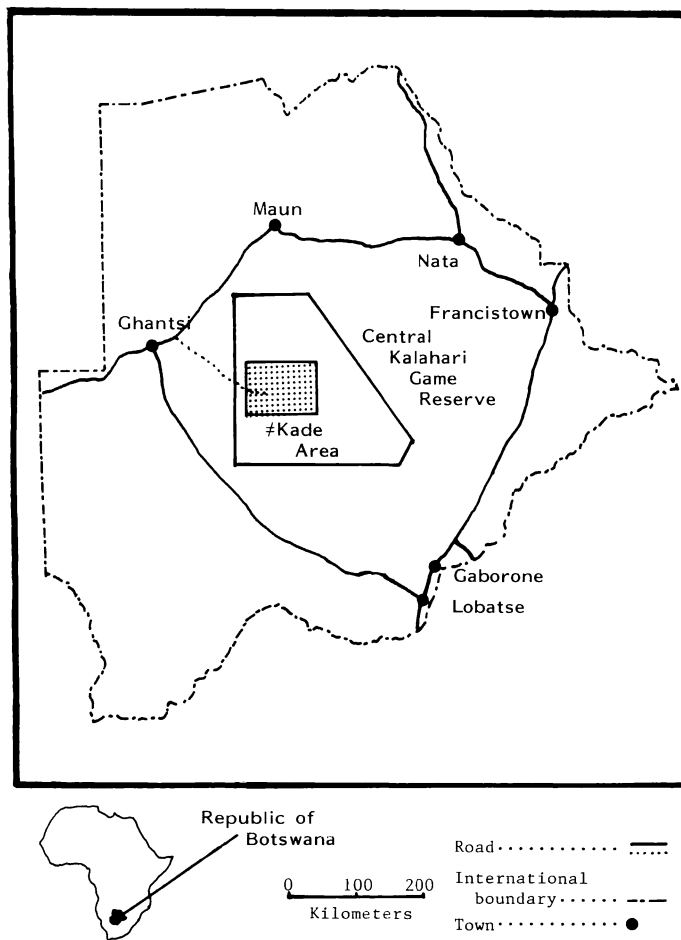 Maun
Nata
Francistown
Ghantsi
Central
Kalahari
Game
Reserve
≠Kade
Area
Gaborone
Lobatse
Republic of
Botswana
0 100 200
Kilometers
Road
International
boundary
Town